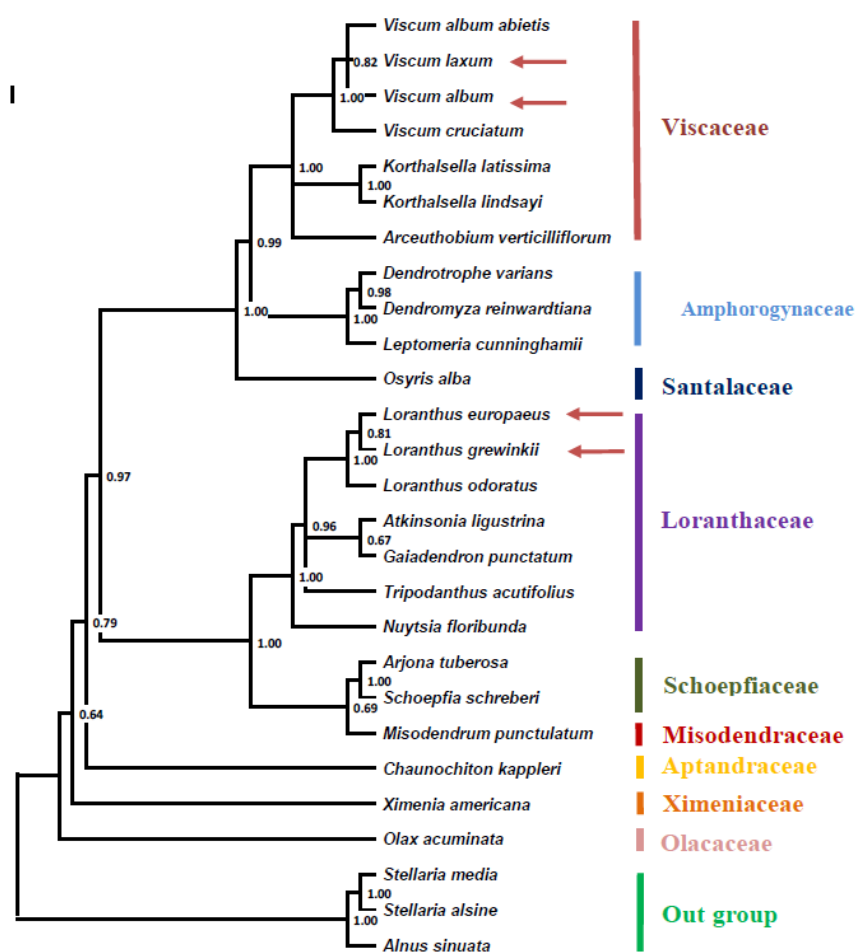 Viscum album abietis
0.82 Viscum laxum
1.00 Viscum album
Viscaceae
Viscum cruciatum
1.00 Korthalsella latissima
1.00
Korthalsella lindsayi
0.99 Arceuthobium verticilliflorum
Dendrotrophe varians
0.98
1.00 Dendromyza reinwardtiana Amphorogynaceae
1.00
Leptomeria cunninghamii
Osyris alba Santalaceae
Loranthus europaeus
0.81
Loranthus grewinkii
1.00
0.97 Loranthus odoratus
0.96 Atkinsonia ligustrina Loranthaceae
0.67
Gaiadendron punctatum
1.00
Tripodanthus acutifolius
0.79 Nuytsia floribunda
1.00
Arjona tuberosa
1.00 Schoepfiaceae
Schoepfia schreberi
0.69
0.64
Misodendrum punctulatum Misodendraceae
Chaunochiton kappleri Aptandraceae
Ximenia americana Ximeniaceae
Olax acuminata Olacaceae
Stellaria media
1.00
Stellaria alsine Out group
1.00
Alnus sinuata